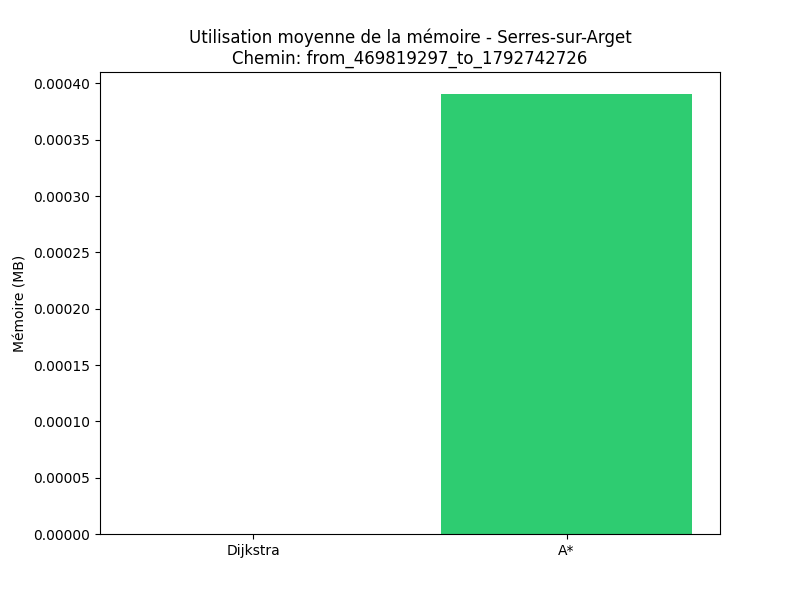 Utilisation moyenne de la mémoire - Serres-sur-Arget
Chemin: from_469819297_to_1792742726
Mémoire (MB)
0.00040
0.00035
0.00030
0.00025
0.00020
0.00015
0.00010
0.00005
0.00000
Dijkstra
A*